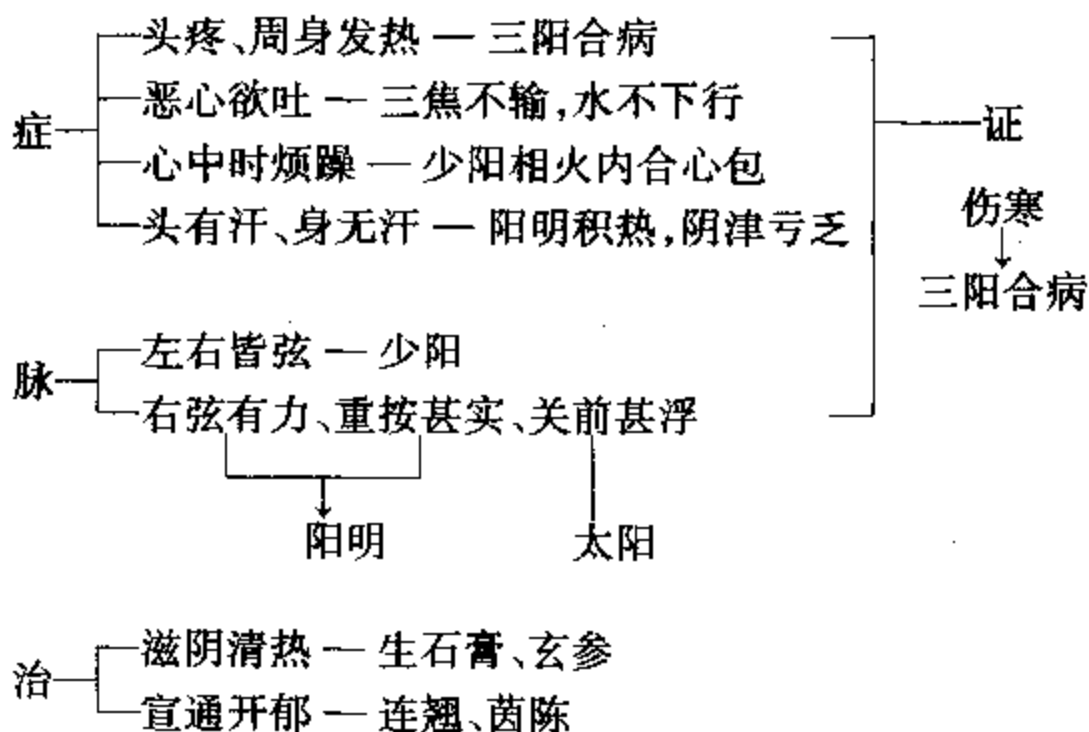 头疼、周身发热 — 三阳合病
恶心欲吐 — 三焦不输,水不下行
症
证
心中时烦躁 — 少阳相火内合心包
伤寒
头有汗、身无汗 — 阳明积热,阴津亏乏
三阳合病
左右皆弦 — 少阳
脉
右弦有力、重按甚实、关前甚浮
阳明
太阳
滋阴清热 — 生石膏、玄参
治
宣通开郁 — 连翘、茵陈